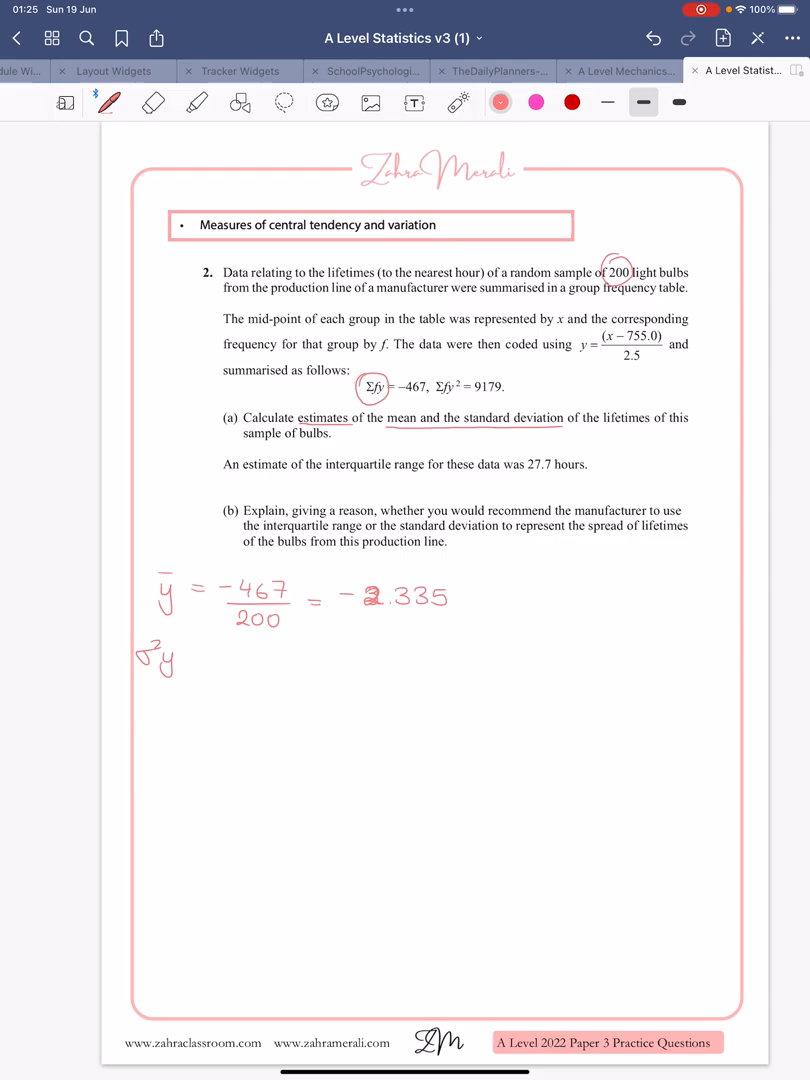 01:25 Sun 19 Jun
100%
A Level Statistics v3 (1)
dule Wi...
Layout Widgets
Tracker Widgets
SchoolPsychologi...
TheDailyPlanners-...
A Level Mechanics...
A Level Statist...
Zahra Merali
• Measures of central tendency and variation
2. Data relating to the lifetimes (to the nearest hour) of a random sample of 200 light bulbs
from the production line of a manufacturer were summarised in a group frequency table.
The mid-point of each group in the table was represented by x and the corresponding
frequency for that group by f. The data were then coded using y = (x – 755.0) / 2.5 and
summarised as follows:
Σfy = –467, Σfy² = 9179.
(a) Calculate estimates of the mean and the standard deviation of the lifetimes of this
sample of bulbs.
An estimate of the interquartile range for these data was 27.7 hours.
(b) Explain, giving a reason, whether you would recommend the manufacturer to use
the interquartile range or the standard deviation to represent the spread of lifetimes
of the bulbs from this production line.
ȳ = -467 / 200 = -2.335
σ²y
www.zahraclassroom.com www.zahramerali.com ZM A Level 2022 Paper 3 Practice Questions